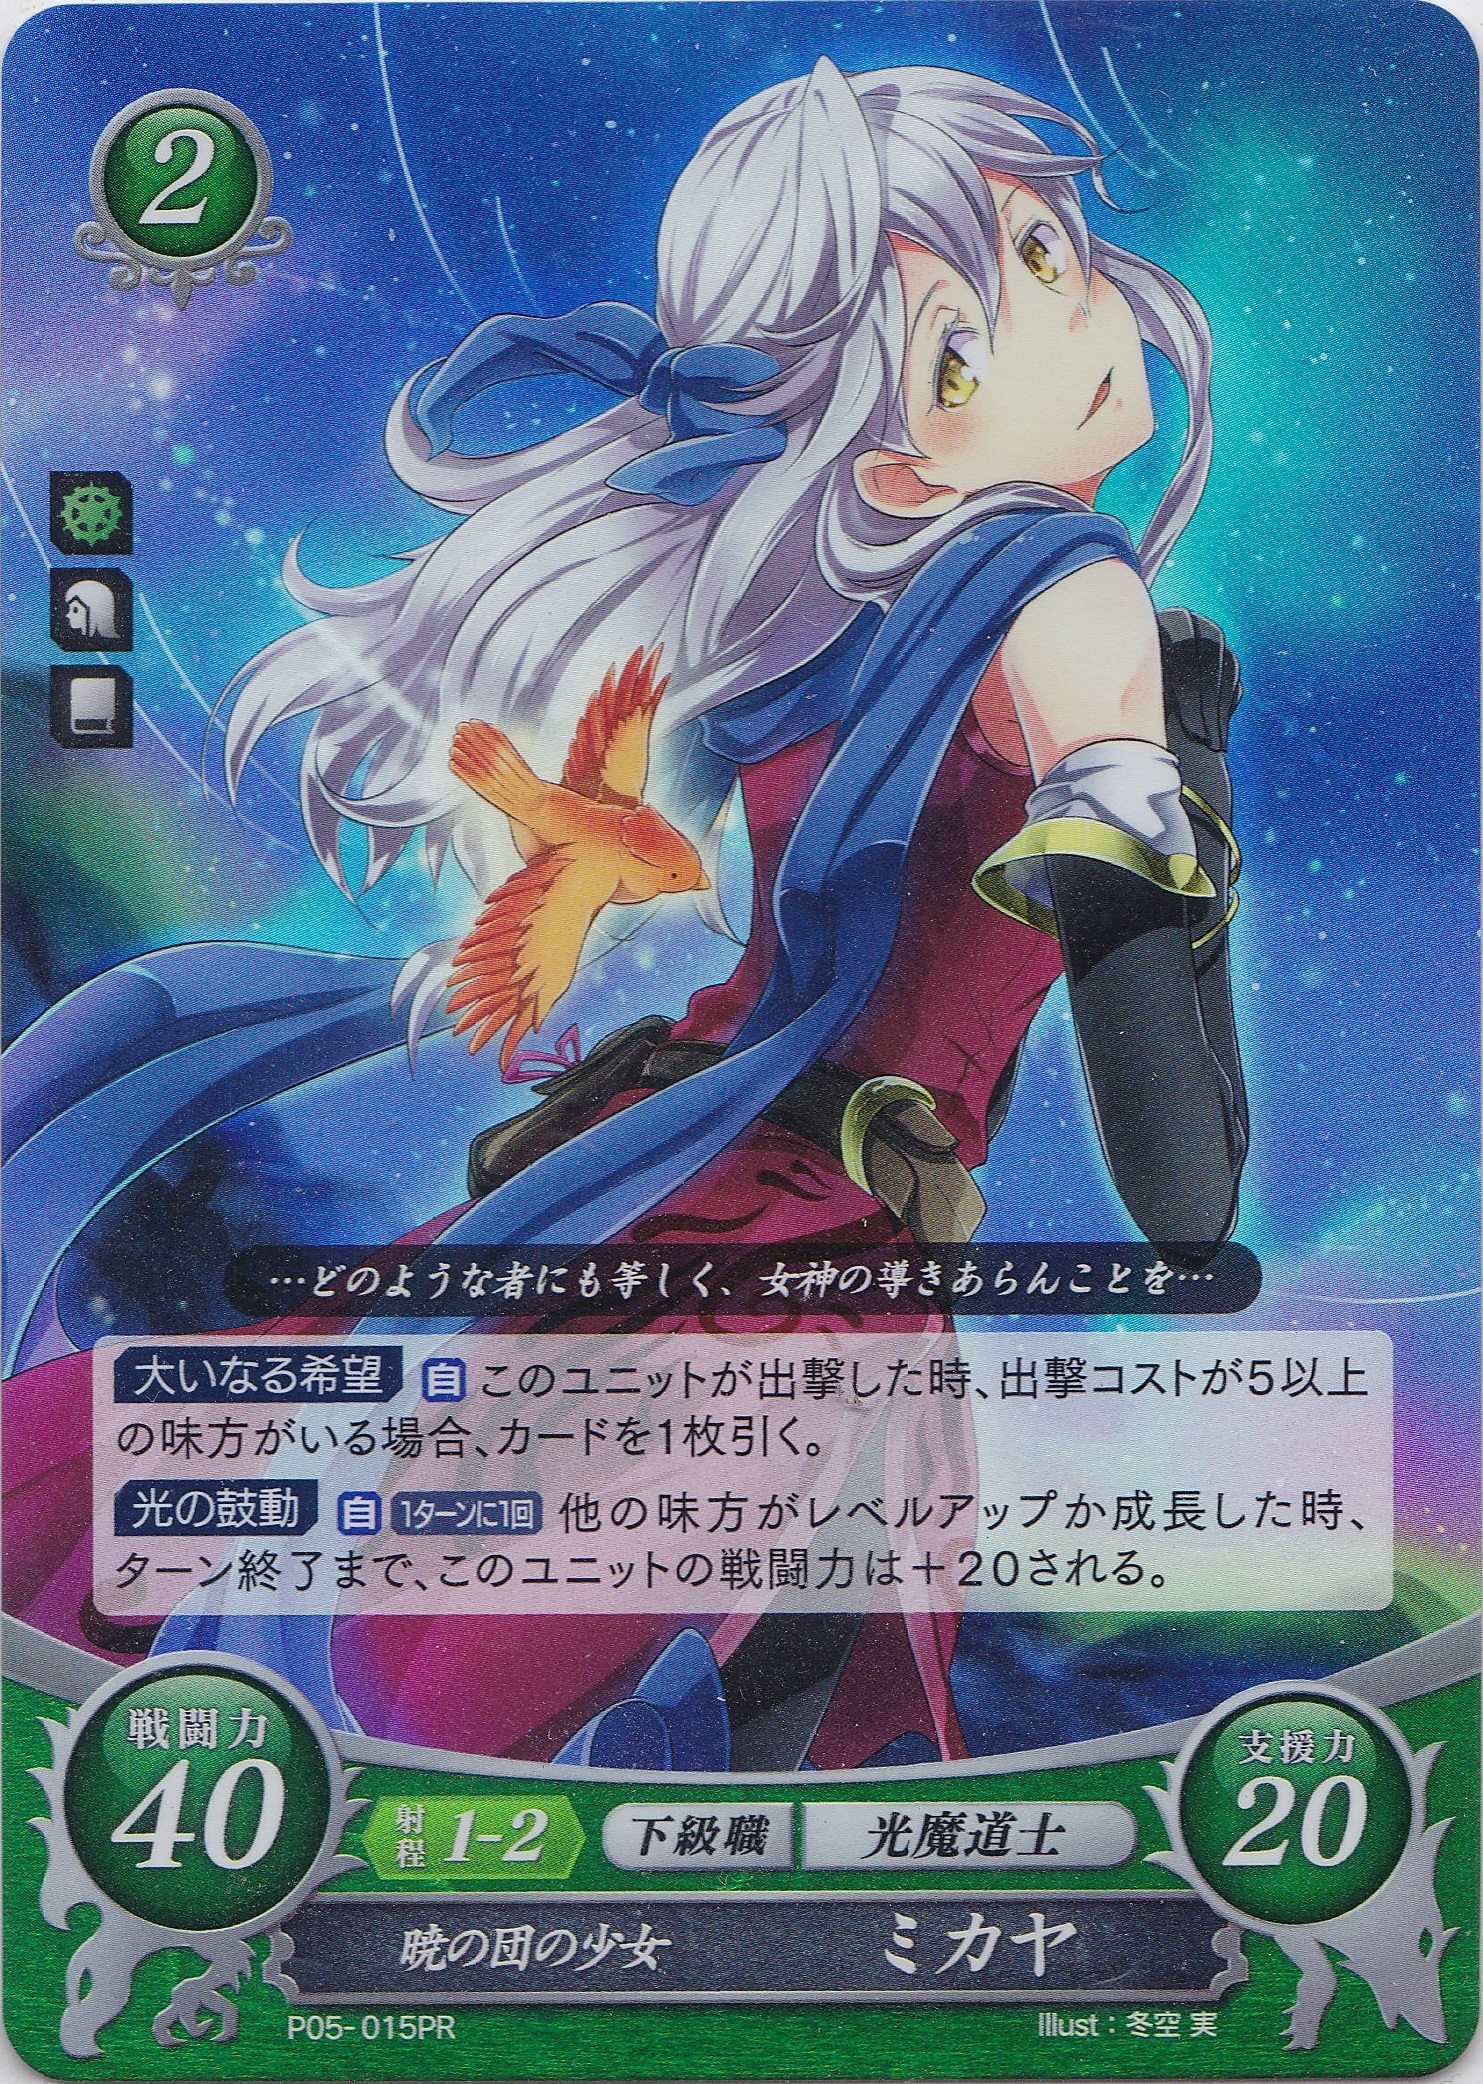 2
…どのような者にも等しく、女神の導きあらんことを…
大いなる希望 自 このユニットが出撃した時、出撃コストが5以上
の味方がいる場合、カードを1枚引く。
光の鼓動 自 1ターンに1回 他の味方がレベルアップか成長した時、
ターン終了まで、このユニットの戦闘力は＋20される。
戦闘力
40
射程 1-2
下級職
光魔道士
支援力
20
暁の団の少女 ミカヤ
P05-015PR
Illust：冬空 実